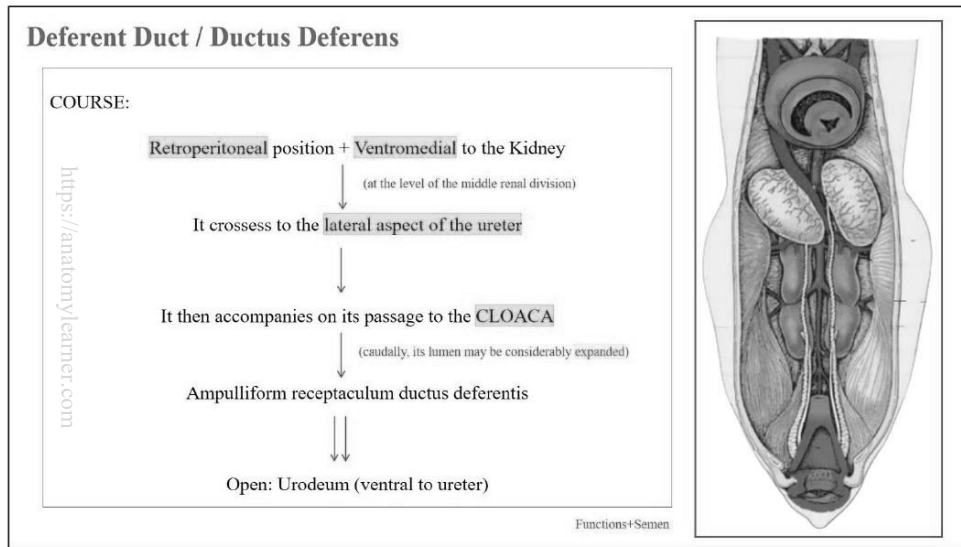 Deferent Duct / Ductus Deferens
COURSE:
Retroperitoneal position + Ventromedial to the Kidney
(at the level of the middle renal division)
It crossess to the lateral aspect of the ureter
It then accompanies on its passage to the CLOACA
(caudally, its lumen may be considerably expanded)
Ampulliform receptaculum ductus deferentis
Open: Urodeum (ventral to ureter)
Functions+Semen
https://anatomylearner.com